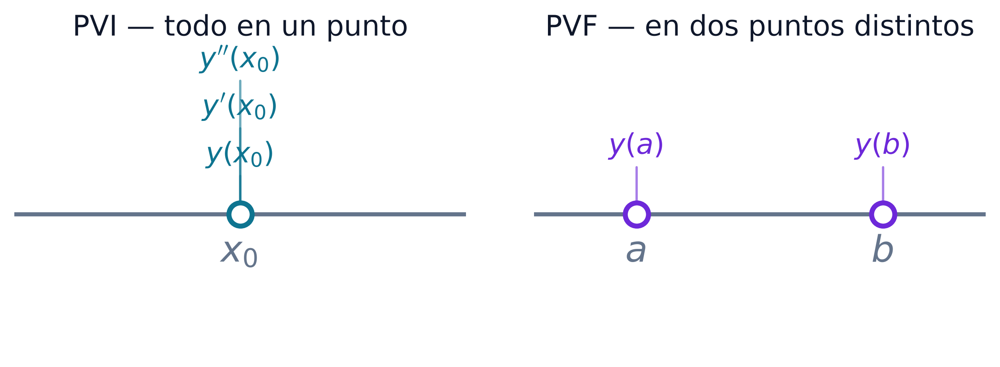 PVI — todo en un punto
y′′(x₀)
y′(x₀)
y(x₀)
x₀
PVF — en dos puntos distintos
y(a)
y(b)
a
b